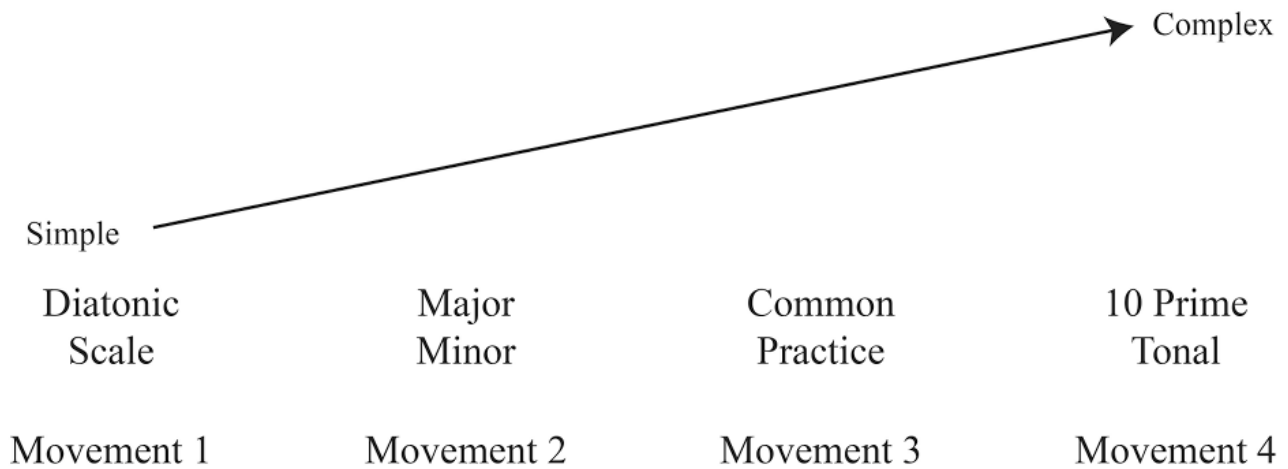 Complex
Simple
Diatonic
Scale
Major
Minor
Common
Practice
10 Prime
Tonal
Movement 1
Movement 2
Movement 3
Movement 4